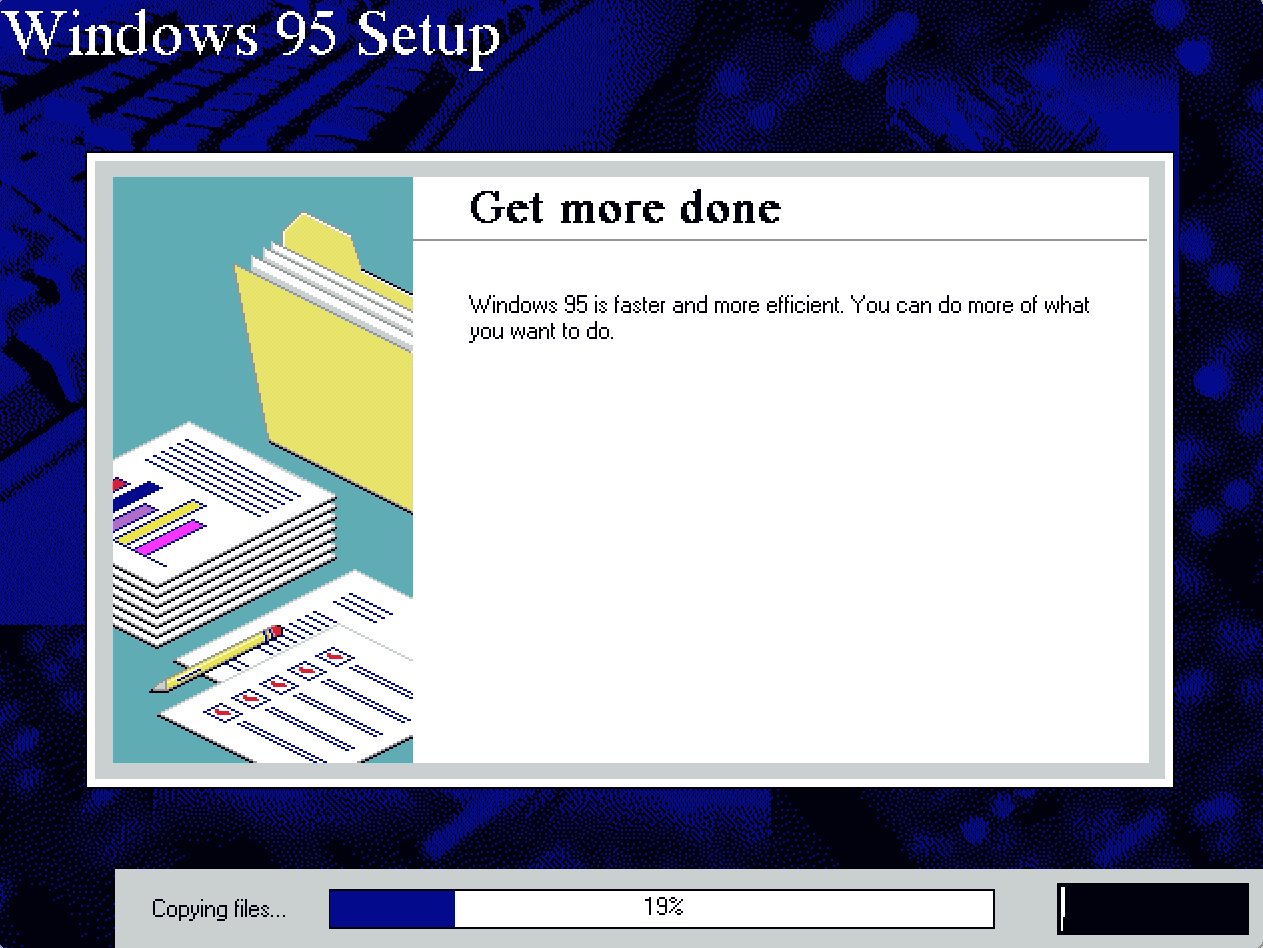 Windows 95 Setup
Get more done
Windows 95 is faster and more efficient. You can do more of what
you want to do.
Copying files...
19%